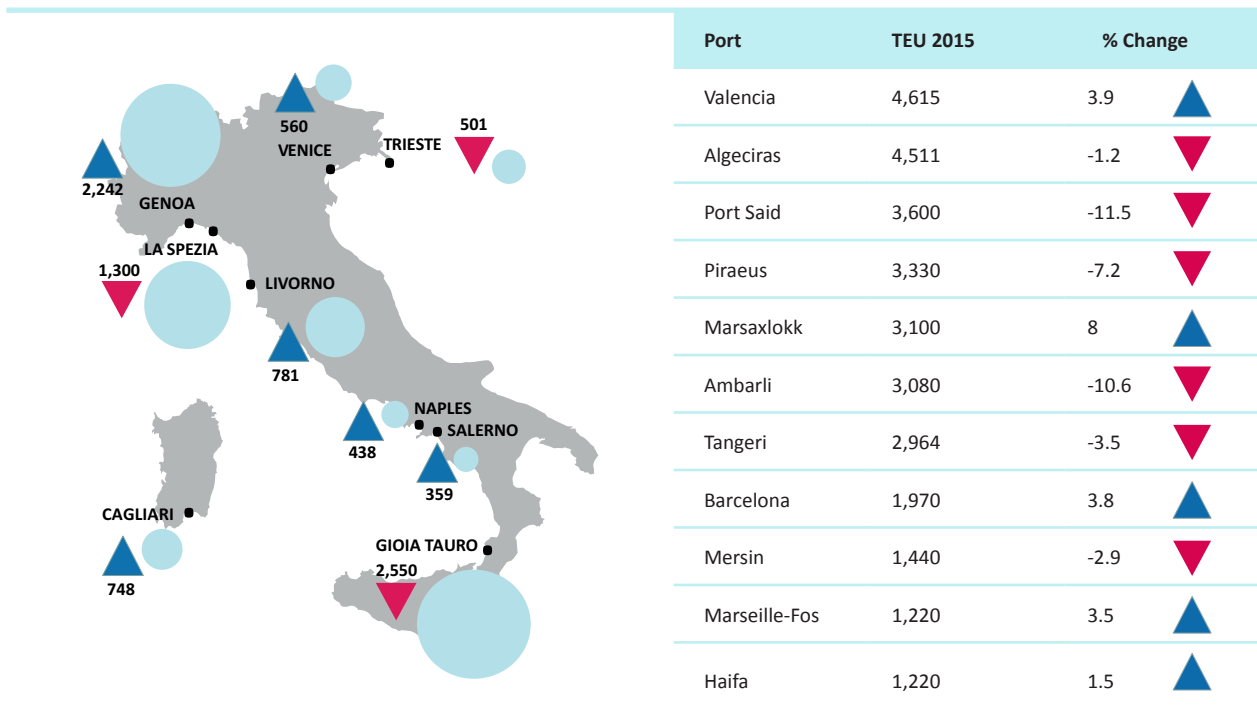 560
VENICE
TRIESTE
501
2,242
GENOA
LA SPEZIA
1,300
LIVORNO
781
NAPLES
SALERNO
438
359
CAGLIARI
748
GIOIA TAURO
2,550
Port TEU 2015 % Change
Valencia 4,615 3.9
Algeciras 4,511 -1.2
Port Said 3,600 -11.5
Piraeus 3,330 -7.2
Marsaxlokk 3,100 8
Ambarli 3,080 -10.6
Tangeri 2,964 -3.5
Barcelona 1,970 3.8
Mersin 1,440 -2.9
Marseille-Fos 1,220 3.5
Haifa 1,220 1.5